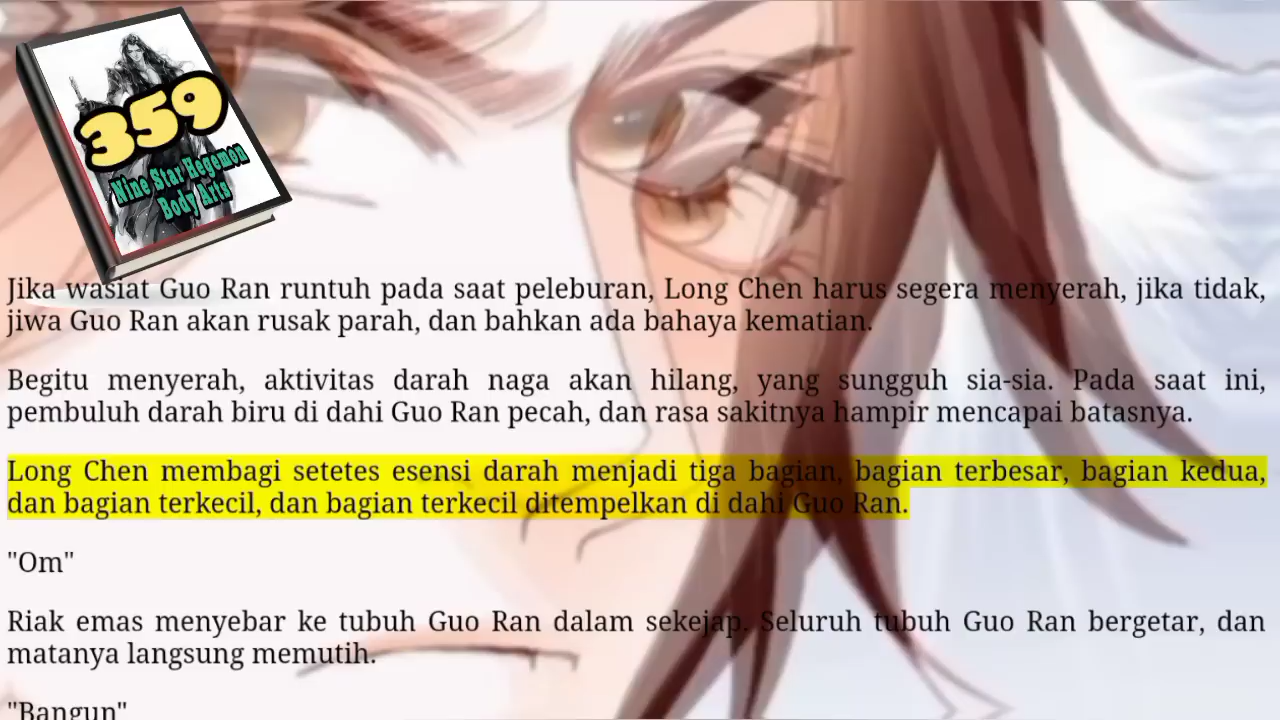 359
Nine Star Hegemon
Body Arts
Jika wasiat Guo Ran runtuh pada saat peleburan, Long Chen harus segera menyerah, jika tidak,
jiwa Guo Ran akan rusak parah, dan bahkan ada bahaya kematian.
Begitu menyerah, aktivitas darah naga akan hilang, yang sungguh sia-sia. Pada saat ini,
pembuluh darah biru di dahi Guo Ran pecah, dan rasa sakitnya hampir mencapai batasnya.
Long Chen membagi setetes esensi darah menjadi tiga bagian, bagian terbesar, bagian kedua,
dan bagian terkecil, dan bagian terkecil ditempelkan di dahi Guo Ran.
"Om"
Riak emas menyebar ke tubuh Guo Ran dalam sekejap. Seluruh tubuh Guo Ran bergetar, dan
matanya langsung memutih.
"Bangun"